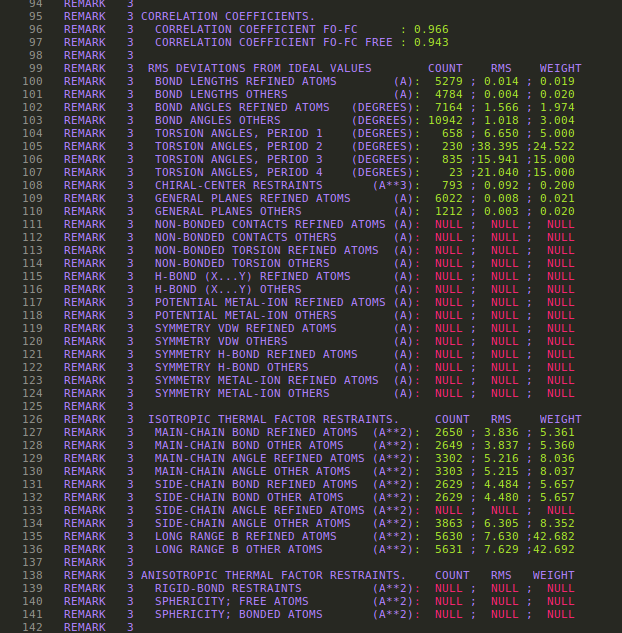 94 REMARK 3
95 REMARK 3 CORRELATION COEFFICIENTS.
96 REMARK 3 CORRELATION COEFFICIENT FO-FC : 0.966
97 REMARK 3 CORRELATION COEFFICIENT FO-FC FREE : 0.943
98 REMARK 3
99 REMARK 3 RMS DEVIATIONS FROM IDEAL VALUES COUNT RMS WEIGHT
100 REMARK 3 BOND LENGTHS REFINED ATOMS (A): 5279 ; 0.014 ; 0.019
101 REMARK 3 BOND LENGTHS OTHERS (A): 4784 ; 0.004 ; 0.020
102 REMARK 3 BOND ANGLES REFINED ATOMS (DEGREES): 7164 ; 1.566 ; 1.974
103 REMARK 3 BOND ANGLES OTHERS (DEGREES): 10942 ; 1.018 ; 3.004
104 REMARK 3 TORSION ANGLES, PERIOD 1 (DEGREES): 658 ; 6.650 ; 5.000
105 REMARK 3 TORSION ANGLES, PERIOD 2 (DEGREES): 230 ;38.395 ;24.522
106 REMARK 3 TORSION ANGLES, PERIOD 3 (DEGREES): 835 ;15.941 ;15.000
107 REMARK 3 TORSION ANGLES, PERIOD 4 (DEGREES): 23 ;21.040 ;15.000
108 REMARK 3 CHIRAL-CENTER RESTRAINTS (A**3): 793 ; 0.092 ; 0.200
109 REMARK 3 GENERAL PLANES REFINED ATOMS (A): 6022 ; 0.008 ; 0.021
110 REMARK 3 GENERAL PLANES OTHERS (A): 1212 ; 0.003 ; 0.020
111 REMARK 3 NON-BONDED CONTACTS REFINED ATOMS (A): NULL ; NULL ; NULL
112 REMARK 3 NON-BONDED CONTACTS OTHERS (A): NULL ; NULL ; NULL
113 REMARK 3 NON-BONDED TORSION REFINED ATOMS (A): NULL ; NULL ; NULL
114 REMARK 3 NON-BONDED TORSION OTHERS (A): NULL ; NULL ; NULL
115 REMARK 3 H-BOND (X...Y) REFINED ATOMS (A): NULL ; NULL ; NULL
116 REMARK 3 H-BOND (X...Y) OTHERS (A): NULL ; NULL ; NULL
117 REMARK 3 POTENTIAL METAL-ION REFINED ATOMS (A): NULL ; NULL ; NULL
118 REMARK 3 POTENTIAL METAL-ION OTHERS (A): NULL ; NULL ; NULL
119 REMARK 3 SYMMETRY VDW REFINED ATOMS (A): NULL ; NULL ; NULL
120 REMARK 3 SYMMETRY VDW OTHERS (A): NULL ; NULL ; NULL
121 REMARK 3 SYMMETRY H-BOND REFINED ATOMS (A): NULL ; NULL ; NULL
122 REMARK 3 SYMMETRY H-BOND OTHERS (A): NULL ; NULL ; NULL
123 REMARK 3 SYMMETRY METAL-ION REFINED ATOMS (A): NULL ; NULL ; NULL
124 REMARK 3 SYMMETRY METAL-ION OTHERS (A): NULL ; NULL ; NULL
125 REMARK 3
126 REMARK 3 ISOTROPIC THERMAL FACTOR RESTRAINTS. COUNT RMS WEIGHT
127 REMARK 3 MAIN-CHAIN BOND REFINED ATOMS (A**2): 2650 ; 3.836 ; 5.361
128 REMARK 3 MAIN-CHAIN BOND OTHER ATOMS (A**2): 2649 ; 3.837 ; 5.360
129 REMARK 3 MAIN-CHAIN ANGLE REFINED ATOMS (A**2): 3302 ; 5.216 ; 8.036
130 REMARK 3 MAIN-CHAIN ANGLE OTHER ATOMS (A**2): 3303 ; 5.215 ; 8.037
131 REMARK 3 SIDE-CHAIN BOND REFINED ATOMS (A**2): 2629 ; 4.484 ; 5.657
132 REMARK 3 SIDE-CHAIN BOND OTHER ATOMS (A**2): 2629 ; 4.480 ; 5.657
133 REMARK 3 SIDE-CHAIN ANGLE REFINED ATOMS (A**2): NULL ; NULL ; NULL
134 REMARK 3 SIDE-CHAIN ANGLE OTHER ATOMS (A**2): 3863 ; 6.305 ; 8.352
135 REMARK 3 LONG RANGE B REFINED ATOMS (A**2): 5630 ; 7.630 ;42.682
136 REMARK 3 LONG RANGE B OTHER ATOMS (A**2): 5631 ; 7.629 ;42.692
137 REMARK 3
138 REMARK 3 ANISOTROPIC THERMAL FACTOR RESTRAINTS. COUNT RMS WEIGHT
139 REMARK 3 RIGID-BOND RESTRAINTS (A**2): NULL ; NULL ; NULL
140 REMARK 3 SPHERICITY; FREE ATOMS (A**2): NULL ; NULL ; NULL
141 REMARK 3 SPHERICITY; BONDED ATOMS (A**2): NULL ; NULL ; NULL
142 REMARK 3